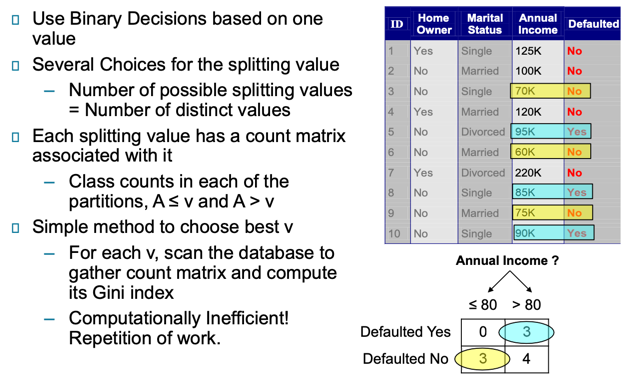 Use Binary Decisions based on one
value
Several Choices for the splitting value
– Number of possible splitting values
= Number of distinct values
Each splitting value has a count matrix
associated with it
– Class counts in each of the
partitions, A ≤ v and A > v
Simple method to choose best v
– For each v, scan the database to
gather count matrix and compute
its Gini index
– Computationally Inefficient!
Repetition of work.
ID Home Owner Marital Status Annual Income Defaulted
1 Yes Single 125K No
2 No Married 100K No
3 No Single 70K No
4 Yes Married 120K No
5 No Divorced 95K Yes
6 No Married 60K No
7 Yes Divorced 220K No
8 No Single 85K Yes
9 No Married 75K No
10 No Single 90K Yes
Annual Income ?
≤ 80 > 80
Defaulted Yes 0 3
Defaulted No 3 4